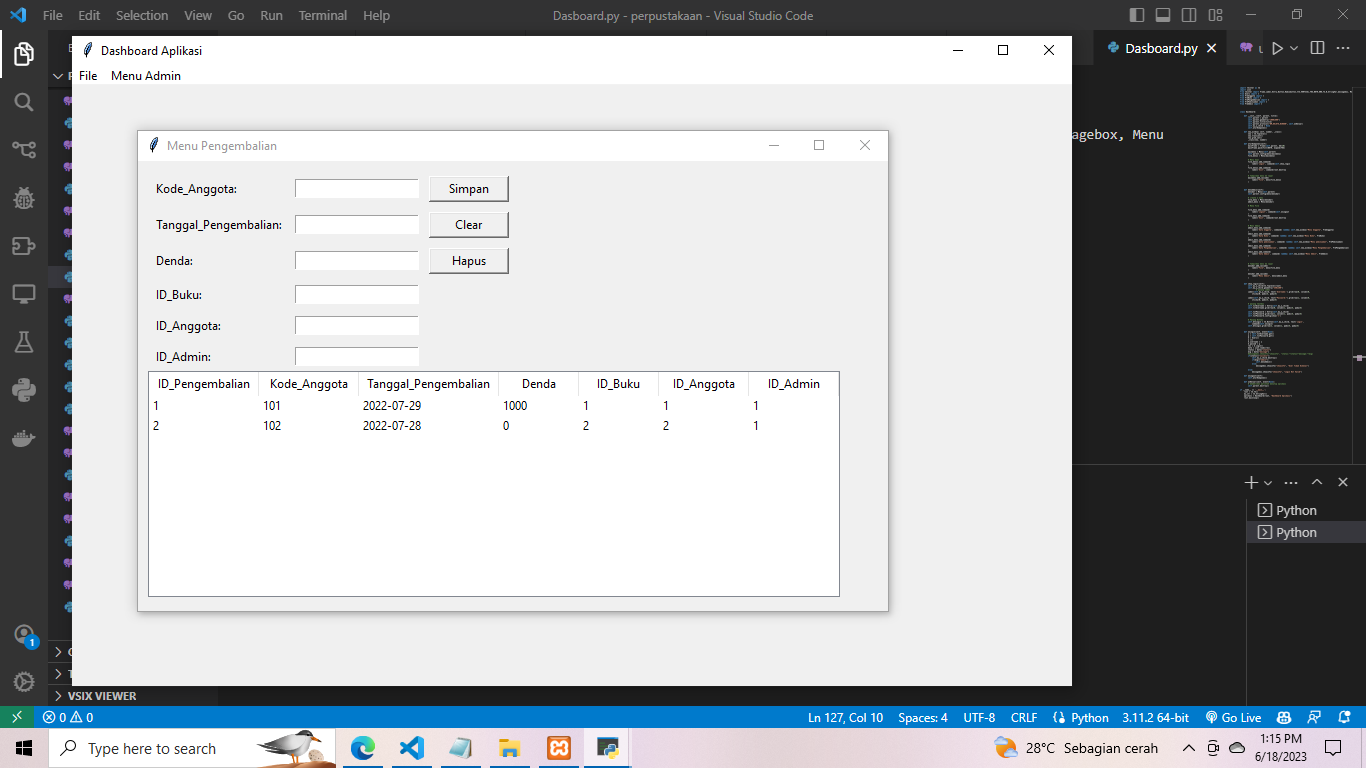 File Edit Selection View Go Run Terminal Help Dasboard.py - perpustakaan - Visual Studio Code
Dashboard Aplikasi
Dasboard.py
File Menu Admin
agebox, Menu
Menu Pengembalian
Kode_Anggota: Simpan
Tanggal_Pengembalian: Clear
Denda: Hapus
ID_Buku:
ID_Anggota:
ID_Admin:
ID_Pengembalian Kode_Anggota Tanggal_Pengembalian Denda ID_Buku ID_Anggota ID_Admin
1 101 2022-07-29 1000 1 1 1
2 102 2022-07-28 0 2 2 1
Python
Python
1
VSIX VIEWER
0 0 Ln 127, Col 10 Spaces: 4 UTF-8 CRLF Python 3.11.2 64-bit Go Live
Type here to search 28°C Sebagian cerah 1:15 PM
6/18/2023